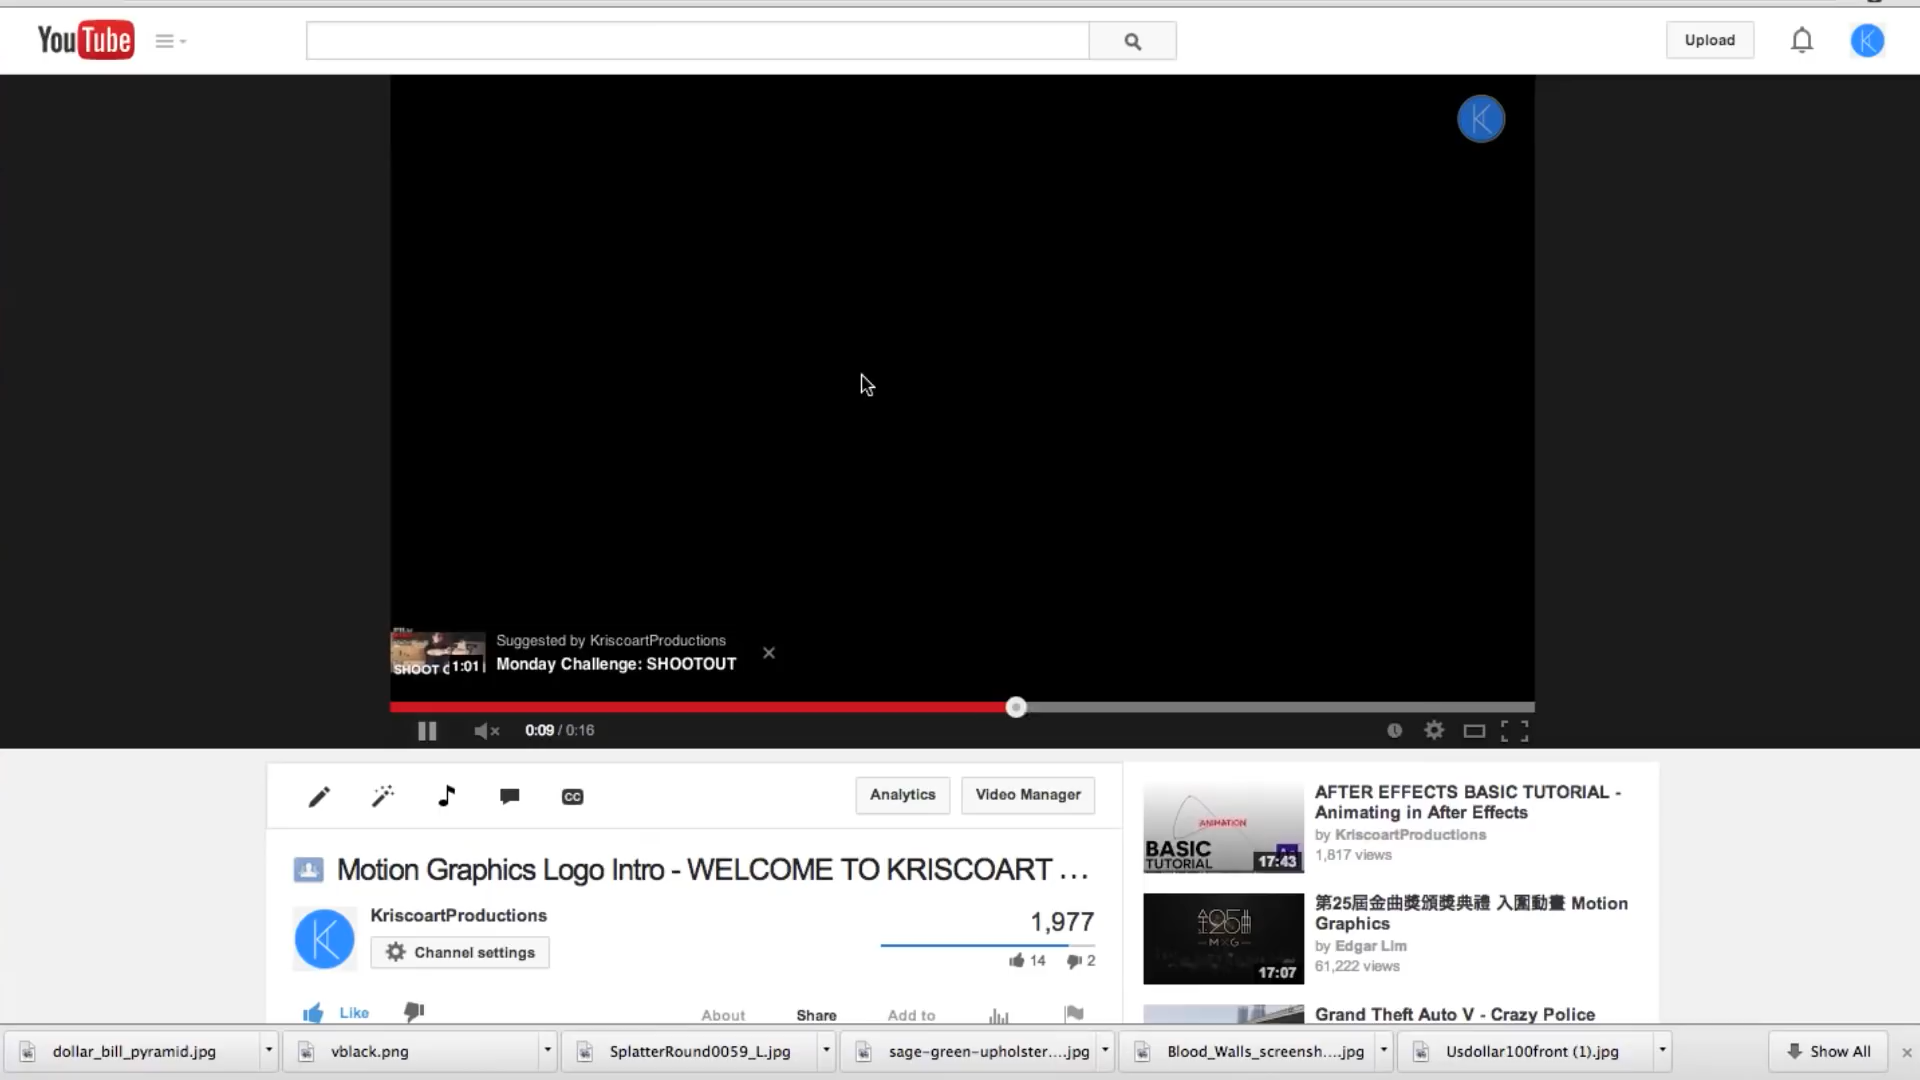 YouTube
Upload
Suggested by KriscoartProductions
Monday Challenge: SHOOTOUT
1:01
0:09 / 0:16
CC
Analytics
Video Manager
Motion Graphics Logo Intro - WELCOME TO KRISCOART ...
KriscoartProductions
Channel settings
1,977
14
2
Like
About
Share
Add to
ANIMATION
BASIC
TUTORIAL
17:43
AFTER EFFECTS BASIC TUTORIAL -
Animating in After Effects
by KriscoartProductions
1,817 views
17:07
第25屆金曲獎頒獎典禮 入圍動畫 Motion
Graphics
by Edgar Lim
61,222 views
Grand Theft Auto V - Crazy Police
dollar_bill_pyramid.jpg
vblack.png
SplatterRound0059_L.jpg
sage-green-upholster....jpg
Blood_Walls_screensh....jpg
Usdollar100front (1).jpg
Show All